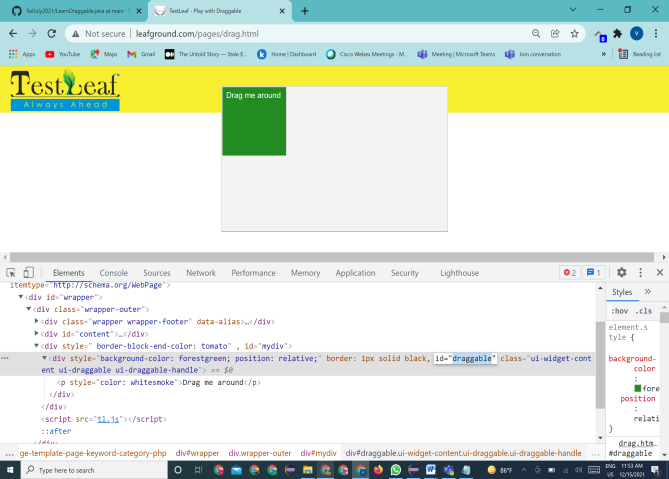 SelJuly2021/LearnDraggable.java at main · T
TestLeaf - Play with Draggable
Not secure | leafground.com/pages/drag.html
V
Apps
YouTube
Maps
Gmail
The Untold Story — Stale E...
Home | Dashboard
Cisco Webex Meetings - M...
Meeting | Microsoft Teams
Join conversation
»
Reading list
TestLeaf
Always Ahead
Drag me around
Elements
Console
Sources
Network
Performance
Memory
Application
Security
Lighthouse
2
1
itemtype="http://schema.org/WebPage">
<div id="wrapper">
<div class="wrapper-outer">
<div class="wrapper wrapper-footer" data-alias>…</div>
<div id="content">…</div>
<div style=" border-block-end-color: tomato" , id="mydiv">
<div style="background-color: forestgreen; position: relative;" border: 1px solid black, id="draggable" class="ui-widget-cont
ent ui-draggable ui-draggable-handle"> == $0
<p style="color: whitesmoke">Drag me around</p>
</div>
</div>
<script src="tl.js"></script>
::after
</div>
Styles
»
:hov .cls
element.s
tyle {
background-
color
:
fore
position
:
relati
}
drag.htm…
#draggable
... ge-template-page-keyword-category-php
div#wrapper
div.wrapper-outer
div#mydiv
div#draggable.ui-widget-content.ui-draggable.ui-draggable-handle
...
Type here to search
86°F
ENG
US
11:53 AM
12/15/2021